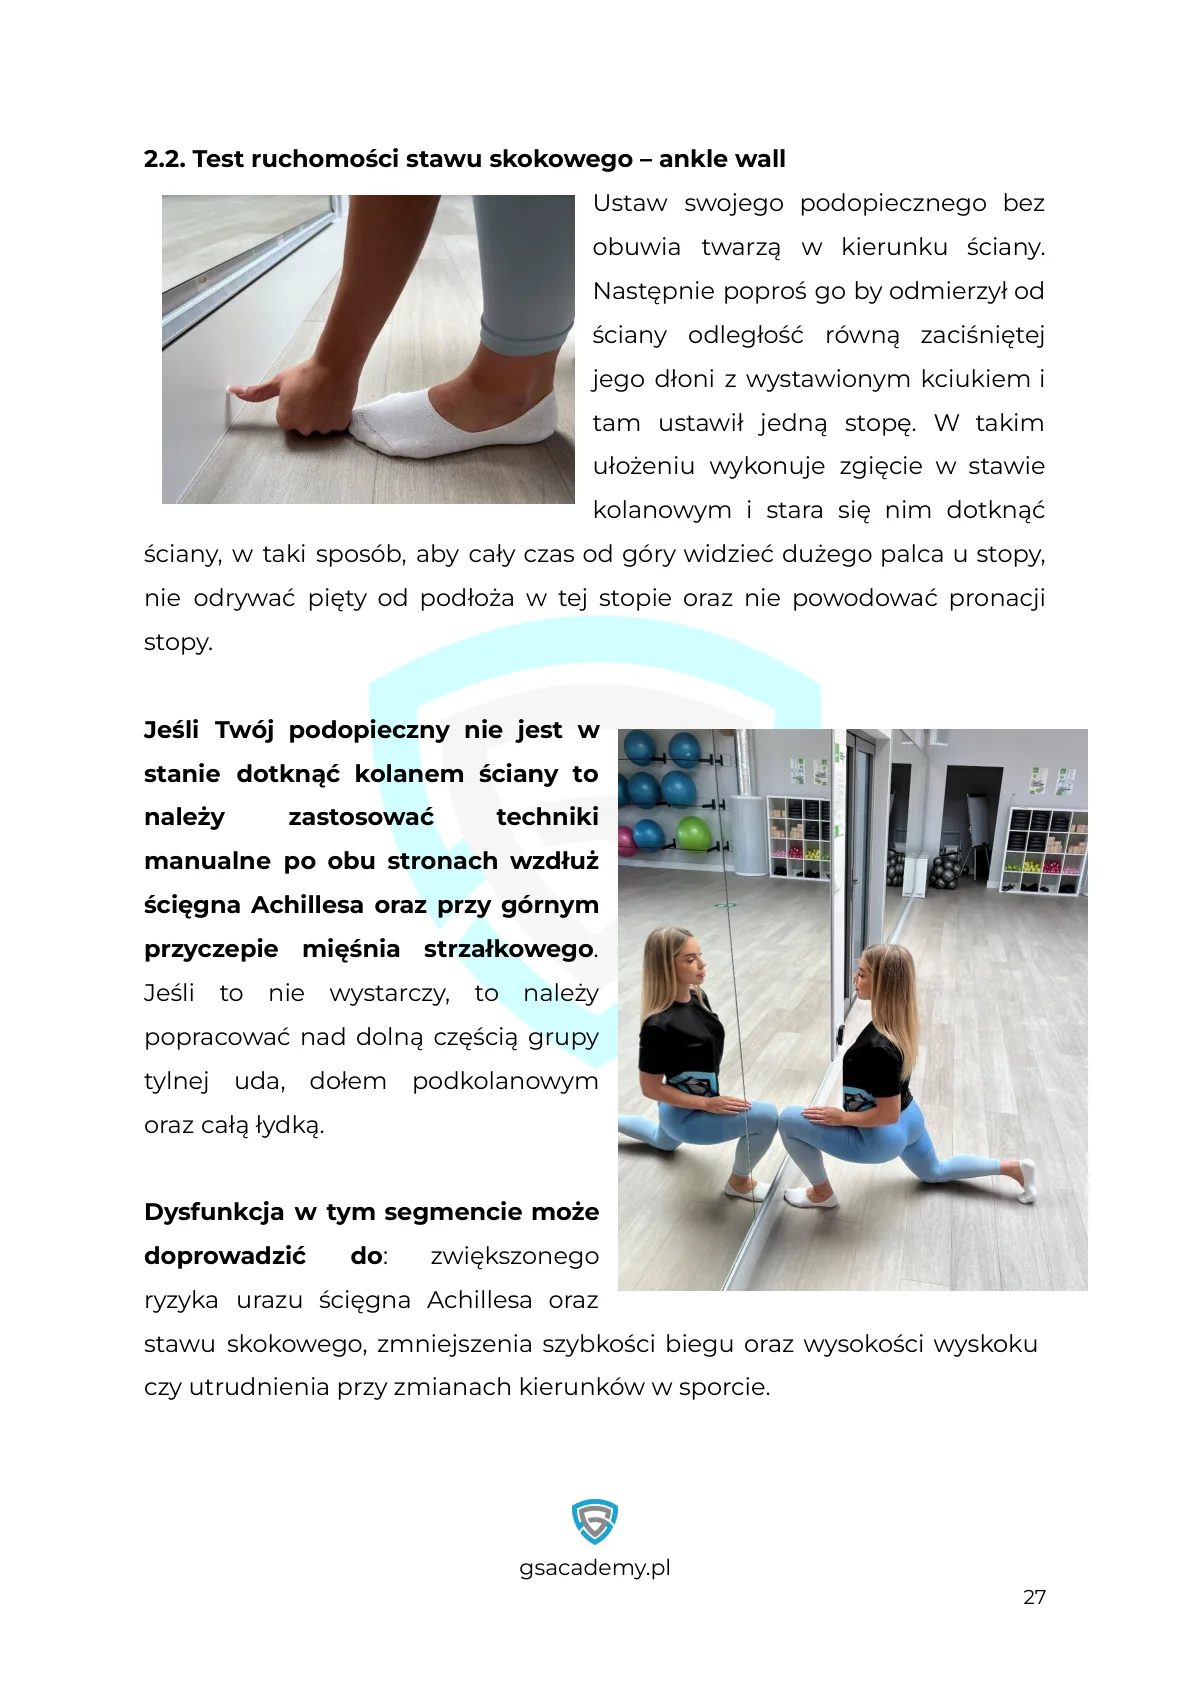 2.2. Test ruchomości stawu skokowego – ankle wall
Ustaw swojego podopiecznego bez
obuwia twarzą w kierunku ściany.
Następnie poproś go by odmierzył od
ściany odległość równą zaciśniętej
jego dłoni z wystawionym kciukiem i
tam ustawił jedną stopę. W takim
ułożeniu wykonuje zgięcie w stawie
kolanowym i stara się nim dotknąć
ściany, w taki sposób, aby cały czas od góry widzieć dużego palca u stopy,
nie odrywać pięty od podłoża w tej stopie oraz nie powodować pronacji
stopy.
Jeśli Twój podopieczny nie jest w
stanie dotknąć kolanem ściany to
należy zastosować techniki
manualne po obu stronach wzdłuż
ścięgna Achillesa oraz przy górnym
przyczepie mięśnia strzałkowego.
Jeśli to nie wystarczy, to należy
popracować nad dolną częścią grupy
tylnej uda, dołem podkolanowym
oraz całą łydką.
Dysfunkcja w tym segmencie może
doprowadzić do: zwiększonego
ryzyka urazu ścięgna Achillesa oraz
stawu skokowego, zmniejszenia szybkości biegu oraz wysokości wyskoku
czy utrudnienia przy zmianach kierunków w sporcie.
gsacademy.pl
27